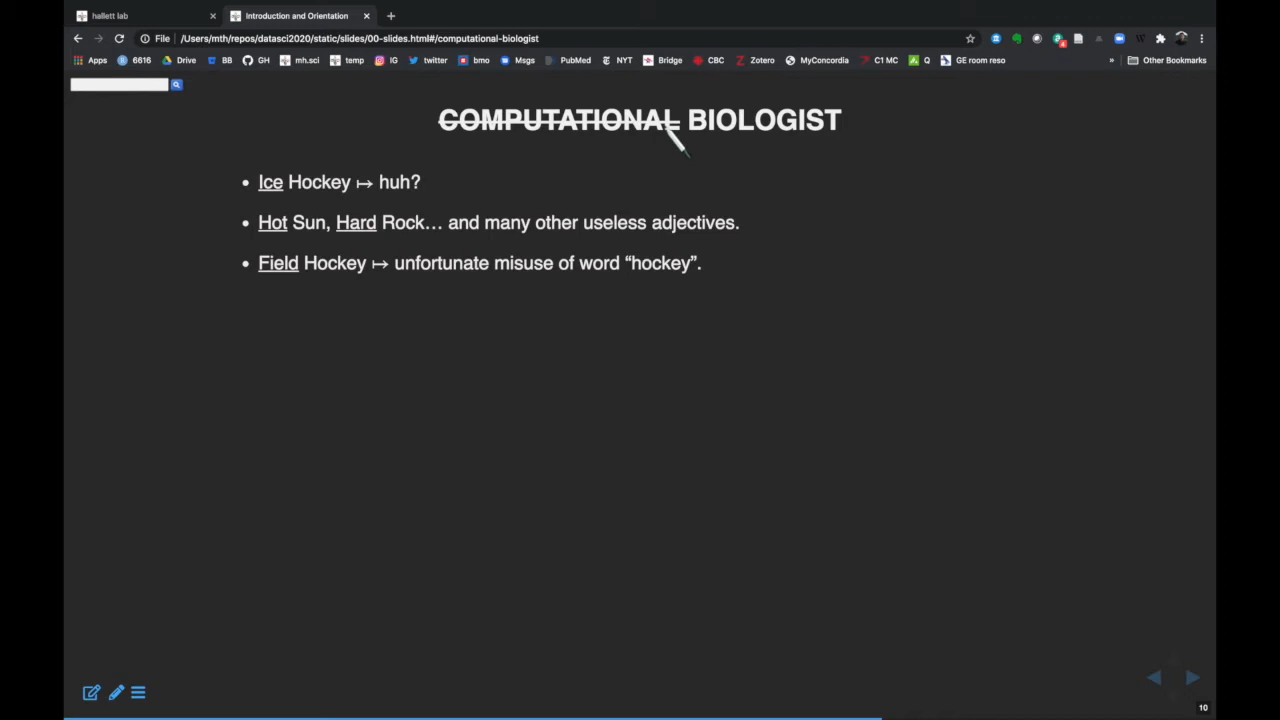 hallett lab
Introduction and Orientation
File /Users/mth/repos/datasci2020/static/slides/00-slides.html#/computational-biologist
Apps 6616 Drive BB GH mh.sci temp IG twitter bmo Msgs PubMed NYT Bridge CBC Zotero MyConcordia C1 MC Q GE room reso » Other Bookmarks
COMPUTATIONAL BIOLOGIST
• Ice Hockey ↦ huh?
• Hot Sun, Hard Rock… and many other useless adjectives.
• Field Hockey ↦ unfortunate misuse of word “hockey”.
10